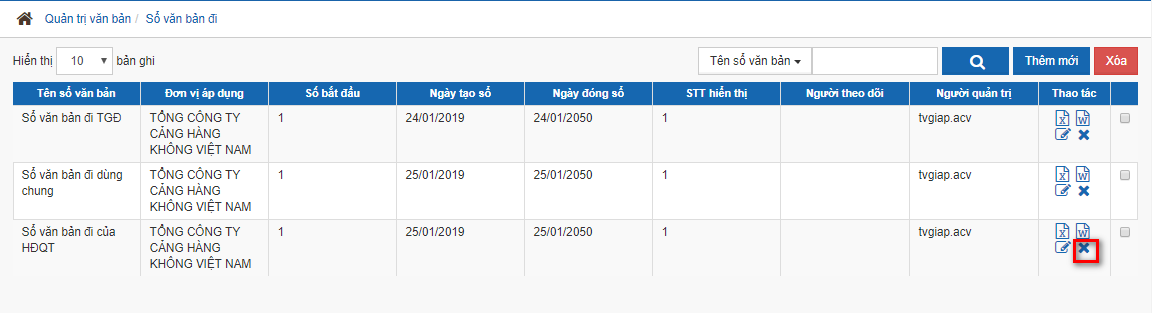 Quản trị văn bản / Sổ văn bản đi
Hiển thị 10 bản ghi Tên sổ văn bản Thêm mới Xóa
Tên sổ văn bản Đơn vị áp dụng Số bắt đầu Ngày tạo sổ Ngày đóng sổ STT hiển thị Người theo dõi Người quản trị Thao tác
Sổ văn bản đi TGĐ TỔNG CÔNG TY 1 24/01/2019 24/01/2050 1 tvgiap.acv
CẢNG HÀNG
KHÔNG VIỆT NAM
Sổ văn bản đi dùng TỔNG CÔNG TY 1 25/01/2019 25/01/2050 1 tvgiap.acv
chung CẢNG HÀNG
KHÔNG VIỆT NAM
Sổ văn bản đi của TỔNG CÔNG TY 1 25/01/2019 25/01/2050 1 tvgiap.acv
HĐQT CẢNG HÀNG
KHÔNG VIỆT NAM